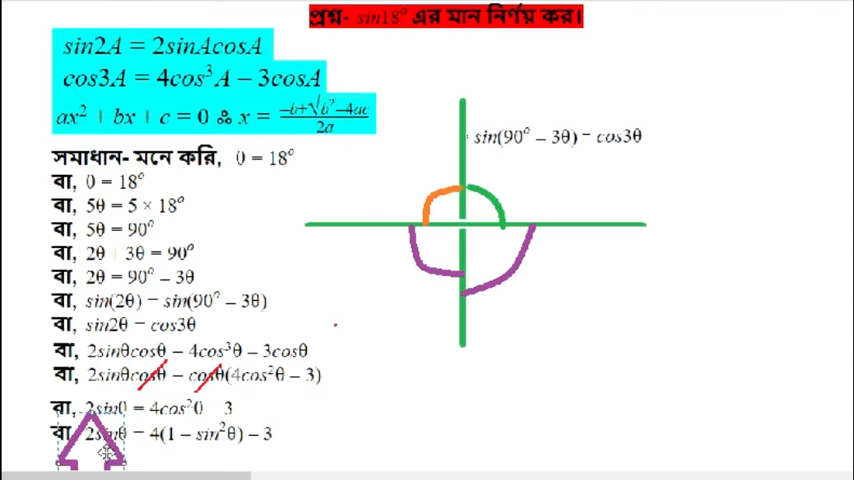 প্রশ্ন- sin18° এর মান নির্ণয় কর।
sin2A = 2sinAcosA
cos3A = 4cos³A − 3cosA
ax² + bx + c = 0 ∴ x = (−b+√b²−4ac)/2a
sin(90° − 3θ) = cos3θ
সমাধান- মনে করি, θ = 18°
বা, θ = 18°
বা, 5θ = 5 × 18°
বা, 5θ = 90°
বা, 2θ + 3θ = 90°
বা, 2θ = 90° − 3θ
বা, sin(2θ) = sin(90° − 3θ)
বা, sin2θ = cos3θ
বা, 2sinθcosθ = 4cos³θ − 3cosθ
বা, 2sinθcosθ = cosθ(4cos²θ − 3)
বা, 2sinθ = 4cos²θ − 3
বা, 2sinθ = 4(1 − sin²θ) − 3